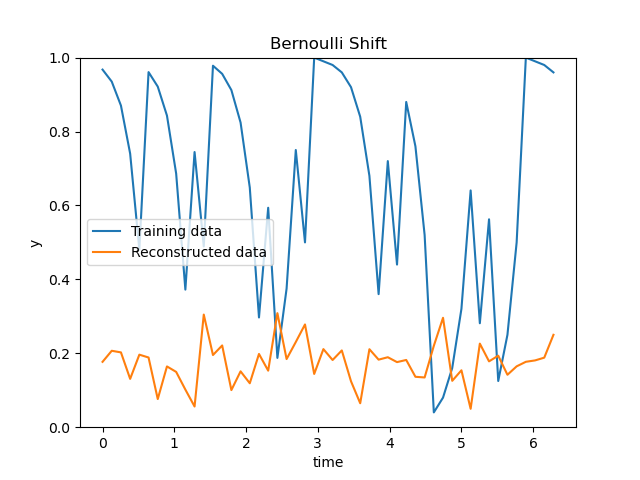 Bernoulli Shift
1.0
0.8
0.6
0.4
0.2
0.0
y
Training data
Reconstructed data
0 1 2 3 4 5 6
time